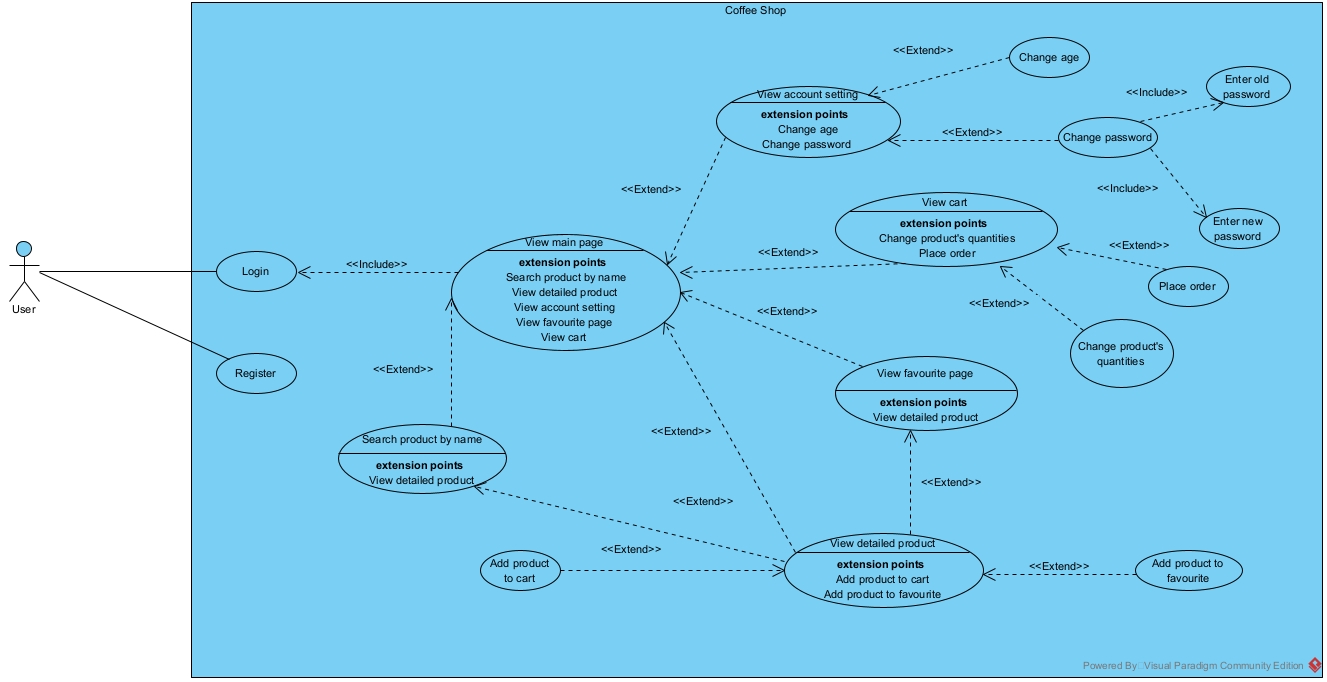 Coffee Shop
<<Extend>>
Change age
Enter old
password
View account setting
extension points
Change age
Change password
<<Include>>
<<Extend>>
Change password
<<Extend>>
<<Include>>
View cart
extension points
Change product's quantities
Place order
Enter new
password
View main page
extension points
Search product by name
View detailed product
View account setting
View favourite page
View cart
<<Extend>>
<<Extend>>
Login
<<Include>>
Place order
User
<<Extend>>
<<Extend>>
Change product's
quantities
Register
<<Extend>>
View favourite page
extension points
View detailed product
<<Extend>>
Search product by name
extension points
View detailed product
<<Extend>>
<<Extend>>
View detailed product
extension points
Add product to cart
Add product to favourite
<<Extend>>
Add product
to cart
<<Extend>>
Add product to
favourite
Powered By: Visual Paradigm Community Edition